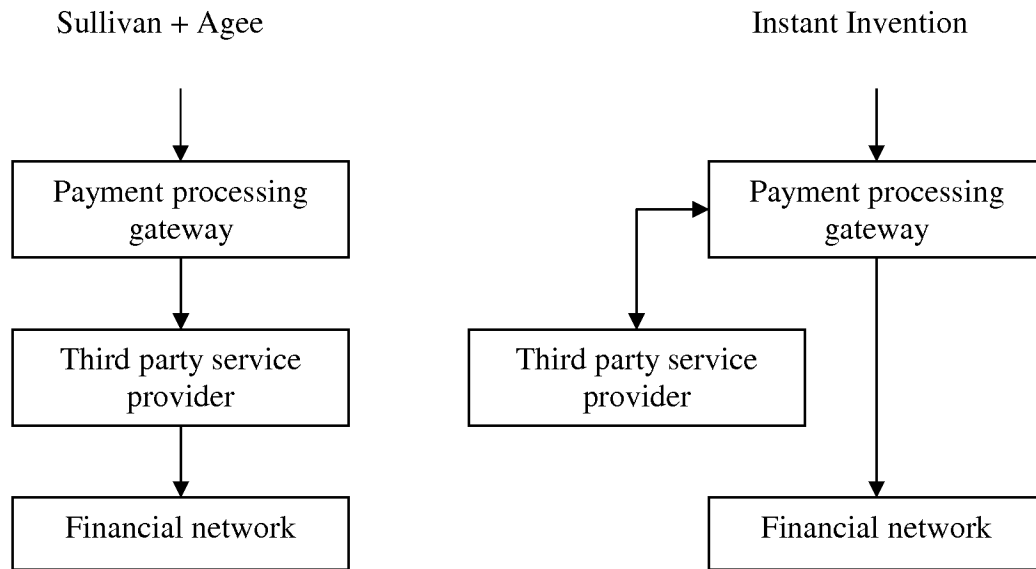 Sullivan + Agee
Payment processing
gateway
Third party service
provider
Financial network
Instant Invention
Payment processing
gateway
Third party service
provider
Financial network